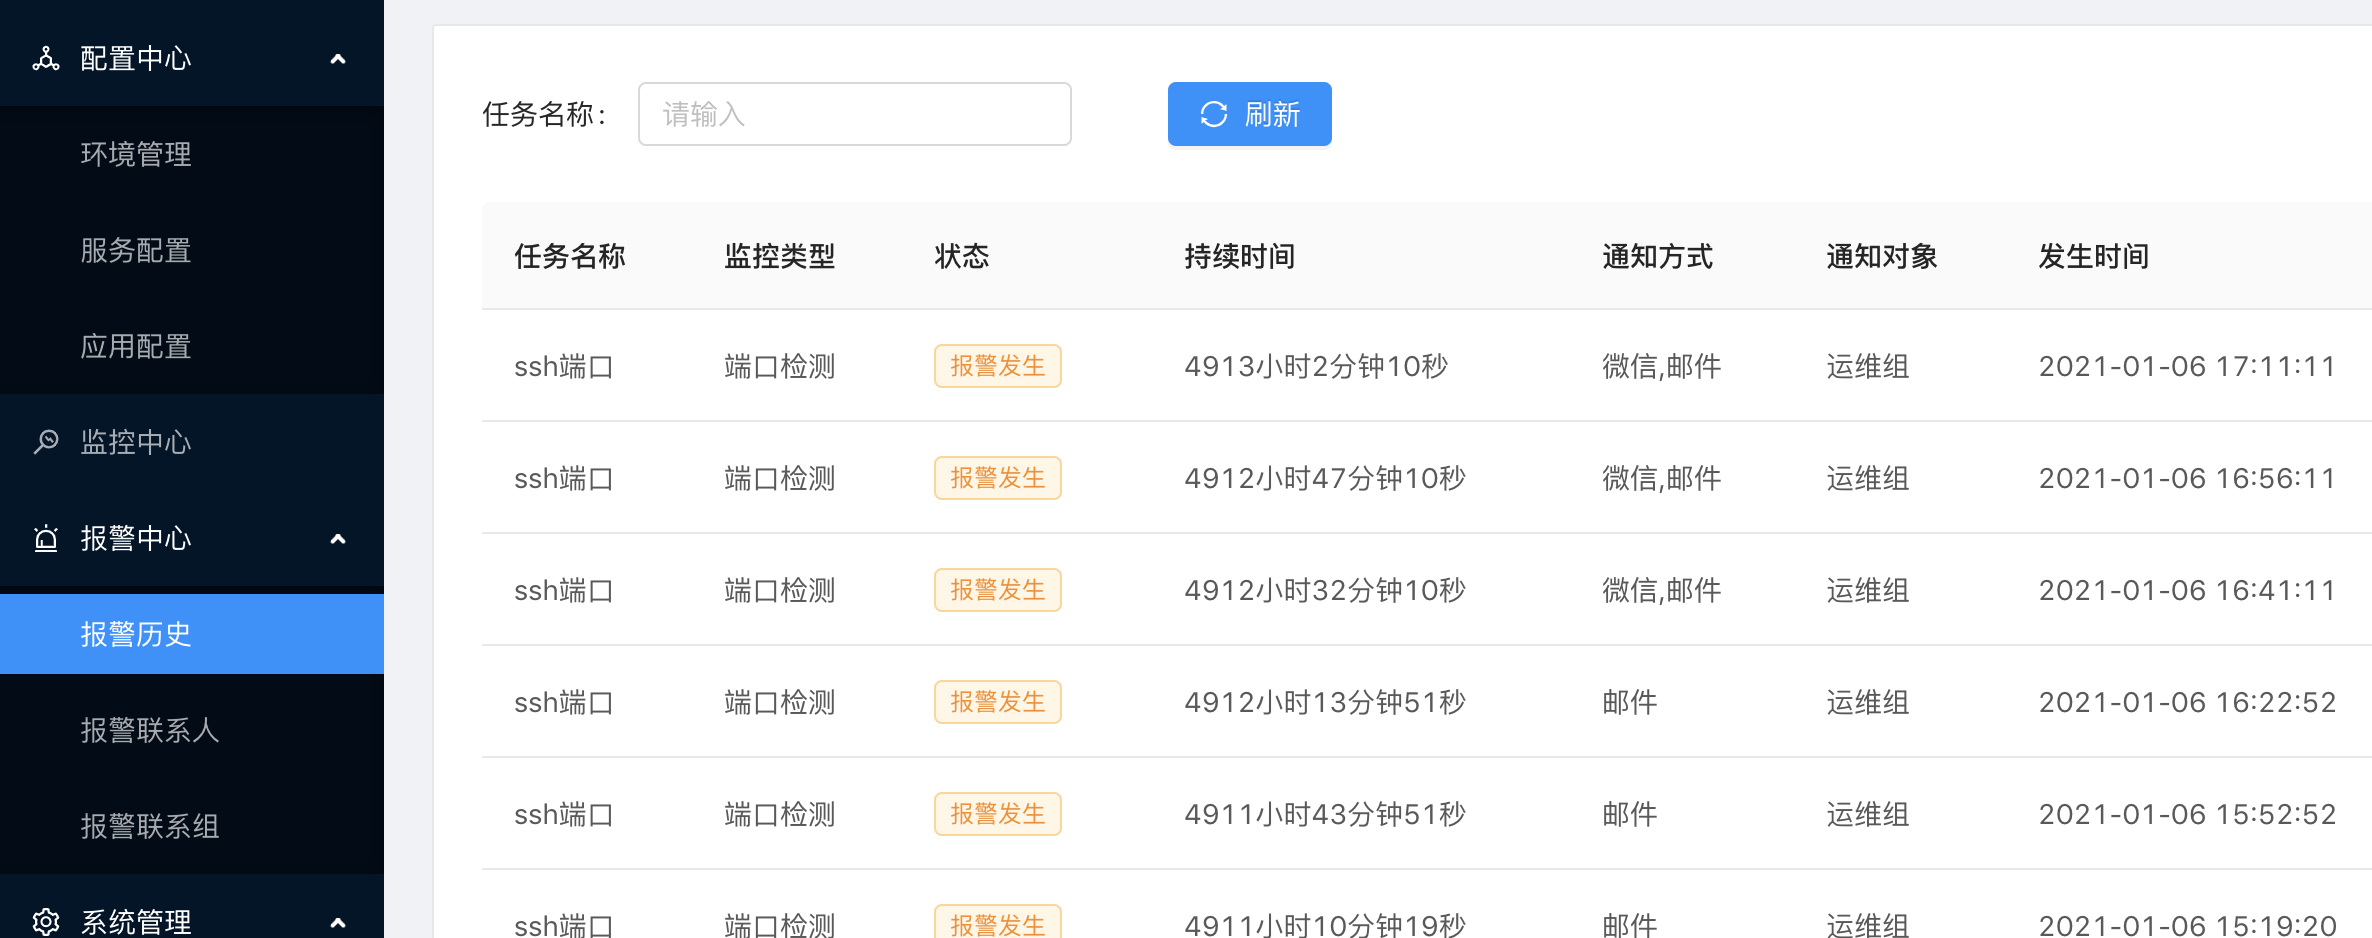 配置中心
环境管理
服务配置
应用配置
监控中心
报警中心
报警历史
报警联系人
报警联系组
系统管理
任务名称： 请输入 刷新
任务名称 监控类型 状态 持续时间 通知方式 通知对象 发生时间
ssh端口 端口检测 报警发生 4913小时2分钟10秒 微信,邮件 运维组 2021-01-06 17:11:11
ssh端口 端口检测 报警发生 4912小时47分钟10秒 微信,邮件 运维组 2021-01-06 16:56:11
ssh端口 端口检测 报警发生 4912小时32分钟10秒 微信,邮件 运维组 2021-01-06 16:41:11
ssh端口 端口检测 报警发生 4912小时13分钟51秒 邮件 运维组 2021-01-06 16:22:52
ssh端口 端口检测 报警发生 4911小时43分钟51秒 邮件 运维组 2021-01-06 15:52:52
ssh端口 端口检测 报警发生 4911小时10分钟19秒 邮件 运维组 2021-01-06 15:19:20